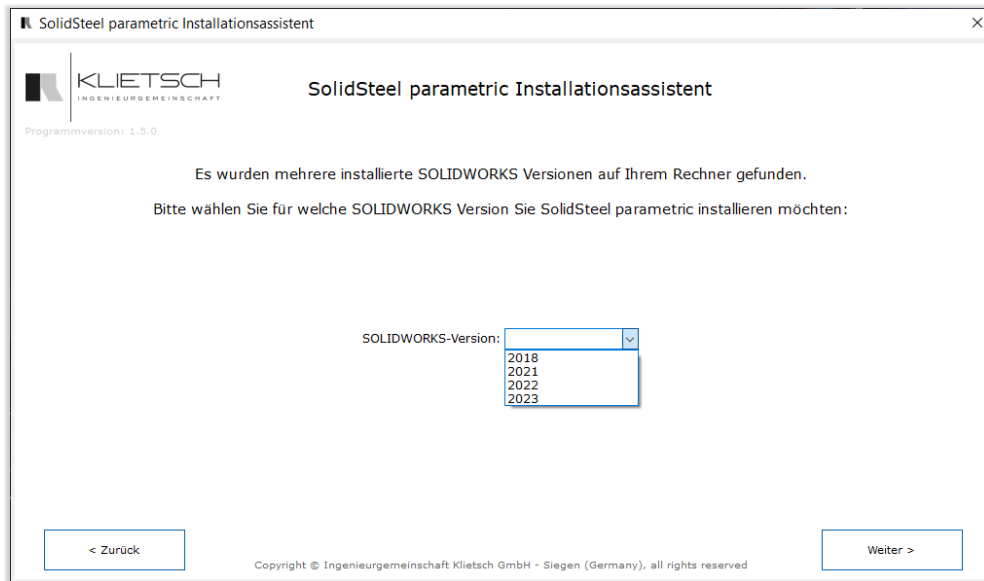 SolidSteel parametric Installationsassistent
KLIETSCH
INGENIEURGEMEINSCHAFT
SolidSteel parametric Installationsassistent
Programmversion: 1.5.0
Es wurden mehrere installierte SOLIDWORKS Versionen auf Ihrem Rechner gefunden.
Bitte wählen Sie für welche SOLIDWORKS Version Sie SolidSteel parametric installieren möchten:
SOLIDWORKS-Version:
2018
2021
2022
2023
< Zurück
Weiter >
Copyright © Ingenieurgemeinschaft Klietsch GmbH - Siegen (Germany), all rights reserved